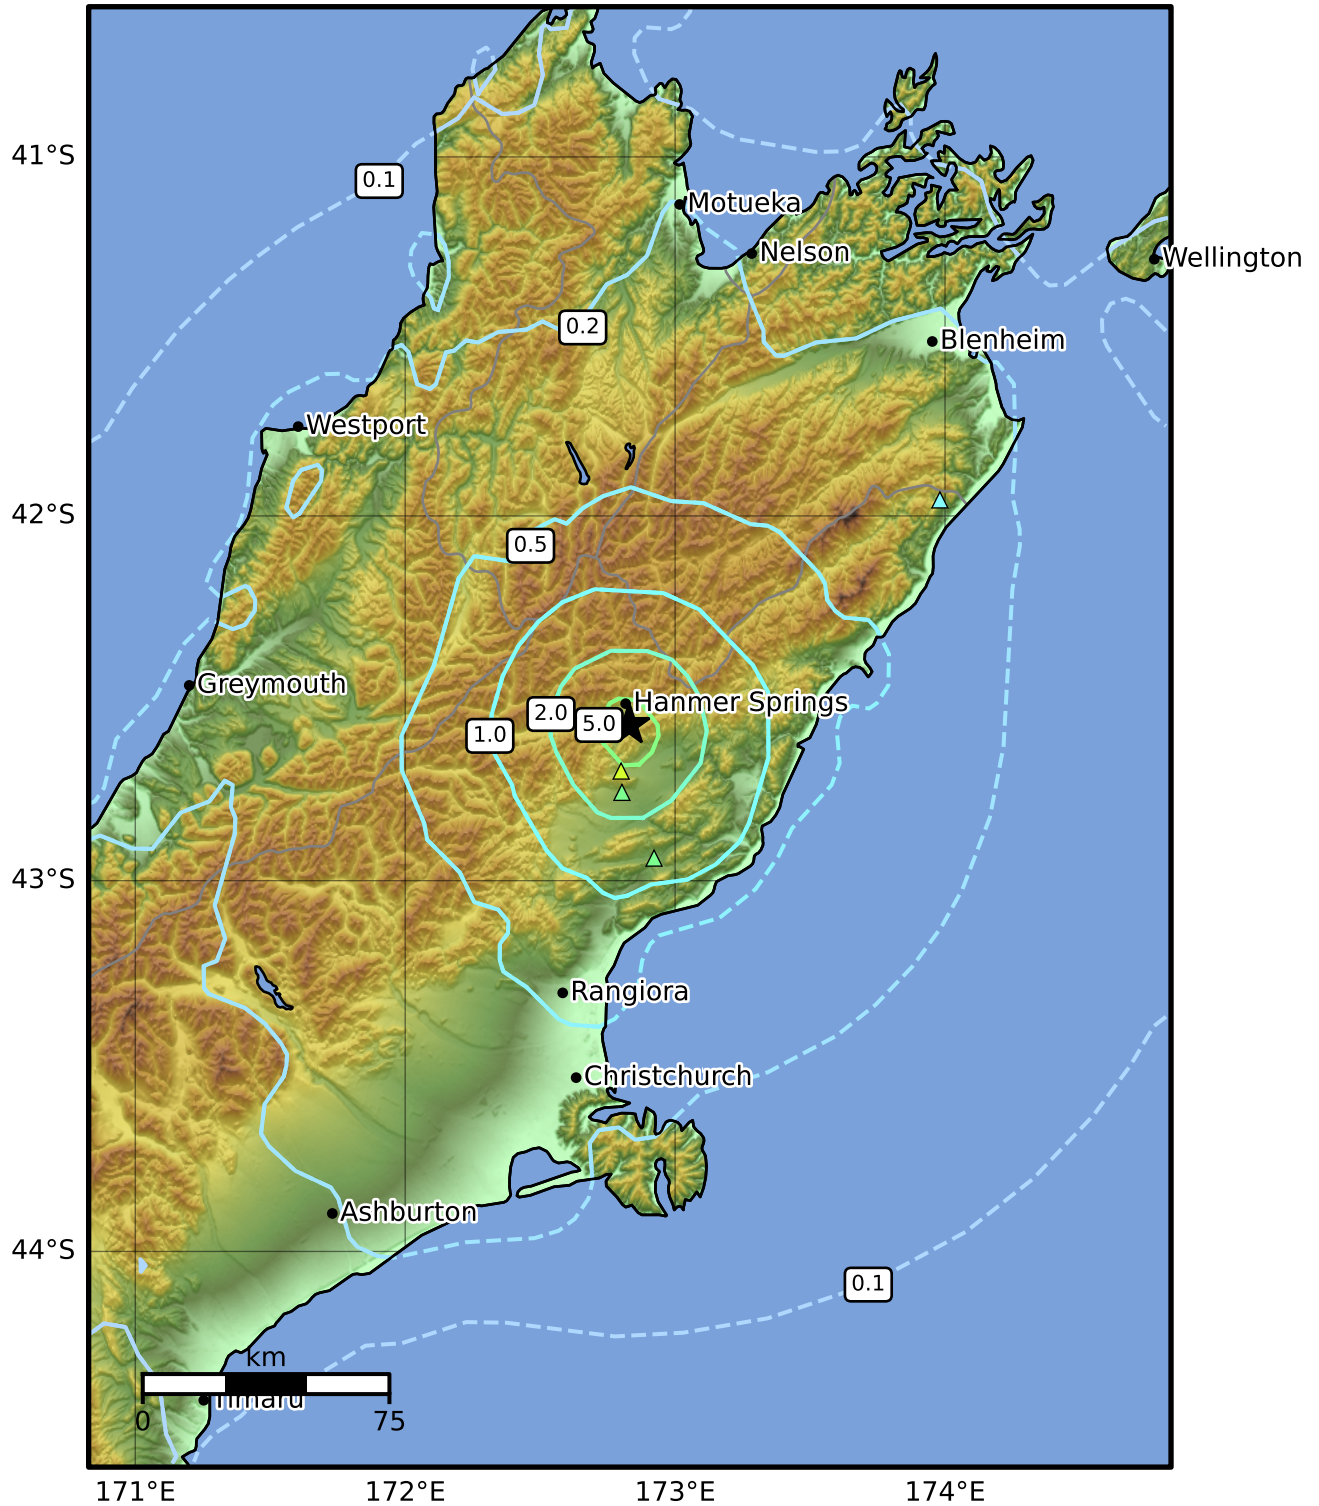 41°S
0.1
Motueka
Nelson
Wellington
0.2
Blenheim
Westport
42°S
0.5
Greymouth
Hanmer Springs
2.0
5.0
1.0
43°S
Rangiora
Christchurch
Ashburton
44°S
0.1
km
Timaru
0
75
171°E
172°E
173°E
174°E